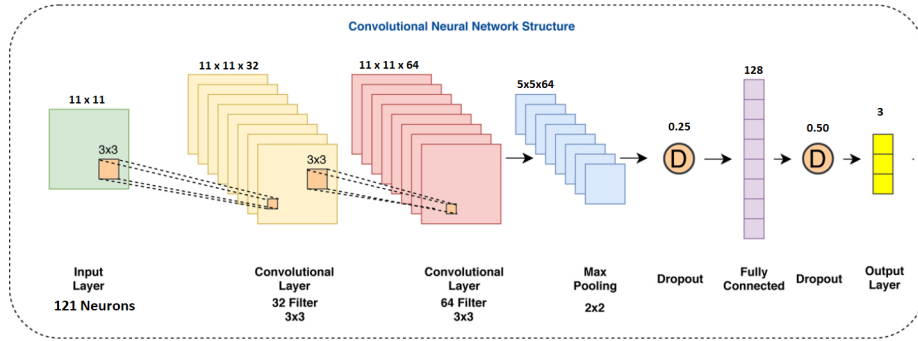 Convolutional Neural Network Structure
11 x 11
11 x 11 x 32
11 x 11 x 64
5x5x64
0.25
128
0.50
3
3x3
3x3
D
D
Input
Layer
121 Neurons
Convolutional
Layer
32 Filter
3x3
Convolutional
Layer
64 Filter
3x3
Max
Pooling
2x2
Dropout
Fully
Connected
Dropout
Output
Layer